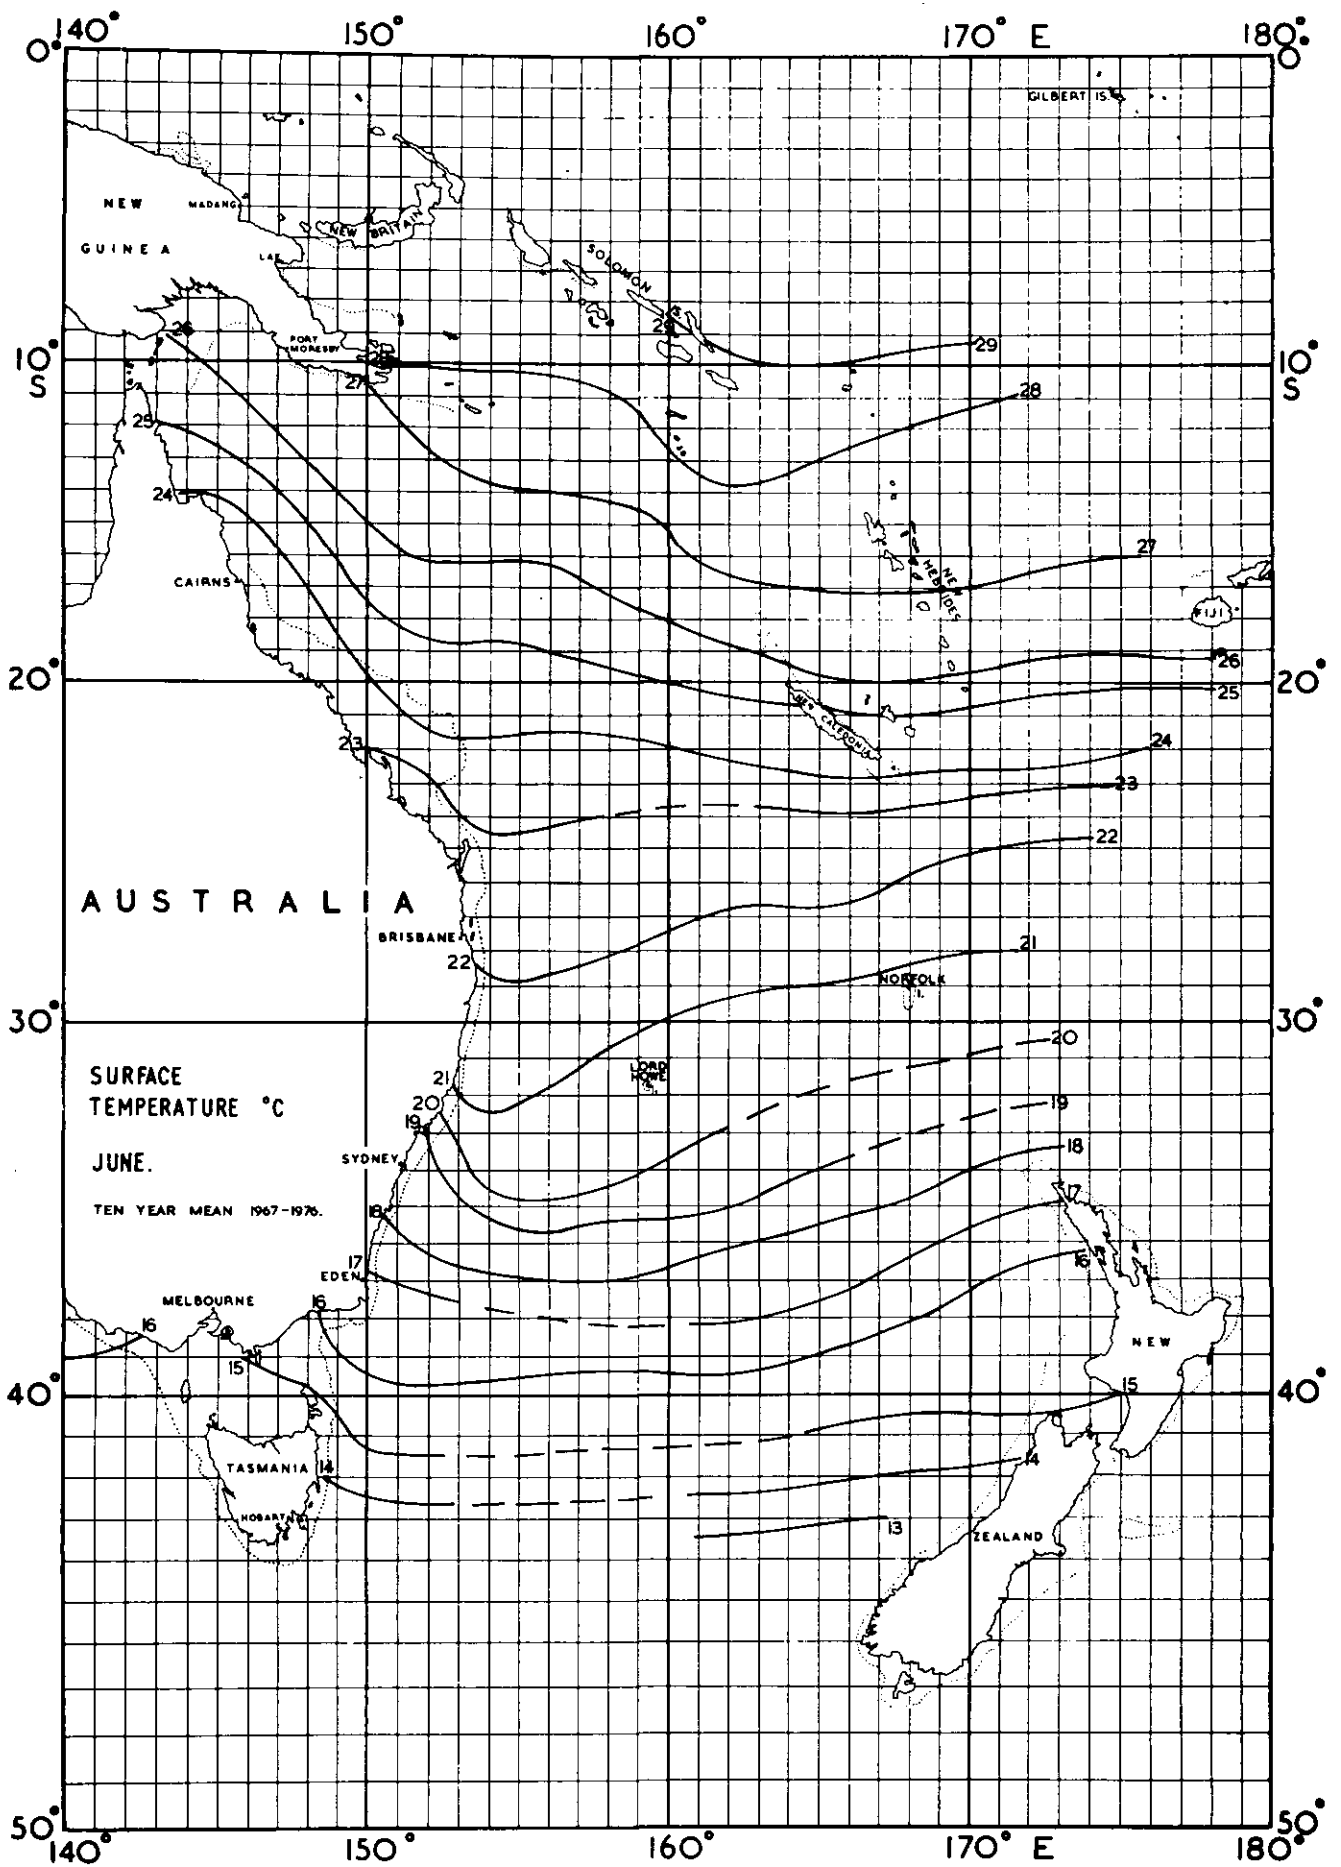 140° 150° 160° 170° E 180°
0° 0°
GILBERT IS.
NEW
MADANG
NEW BRITAIN
GUINEA
LAE
SOLOMON
PORT
MORESBY
26
29
29
10° 10°
S S
27
28
28
25
24
27
NEW
HEBRIDES
CAIRNS
FIJI
26
20° 20°
25
NEW CALEDONIA
23
24
23
22
AUSTRALIA
BRISBANE
22
21
NORFOLK
I.
30° 30°
20
LORD
HOWE
21
20
19
19
SURFACE
TEMPERATURE °C
JUNE.
TEN YEAR MEAN 1967-1976.
SYDNEY
18
18
17
17
EDEN
16
16
MELBOURNE
16
15
NEW
40° 40°
15
TASMANIA
14
14
HOBART
13
ZEALAND
50° 50°
140° 150° 160° 170° E 180°